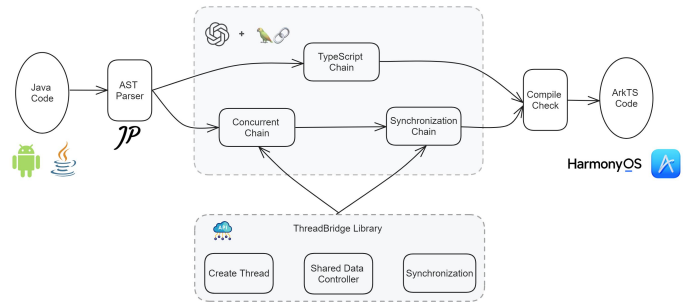 +
TypeScript
Chain
Java
Code
AST
Parser
JP
Concurrent
Chain
Synchronization
Chain
Compile
Check
ArkTS
Code
HarmonyOS
API
ThreadBridge Library
Create Thread
Shared Data
Controller
Synchronization